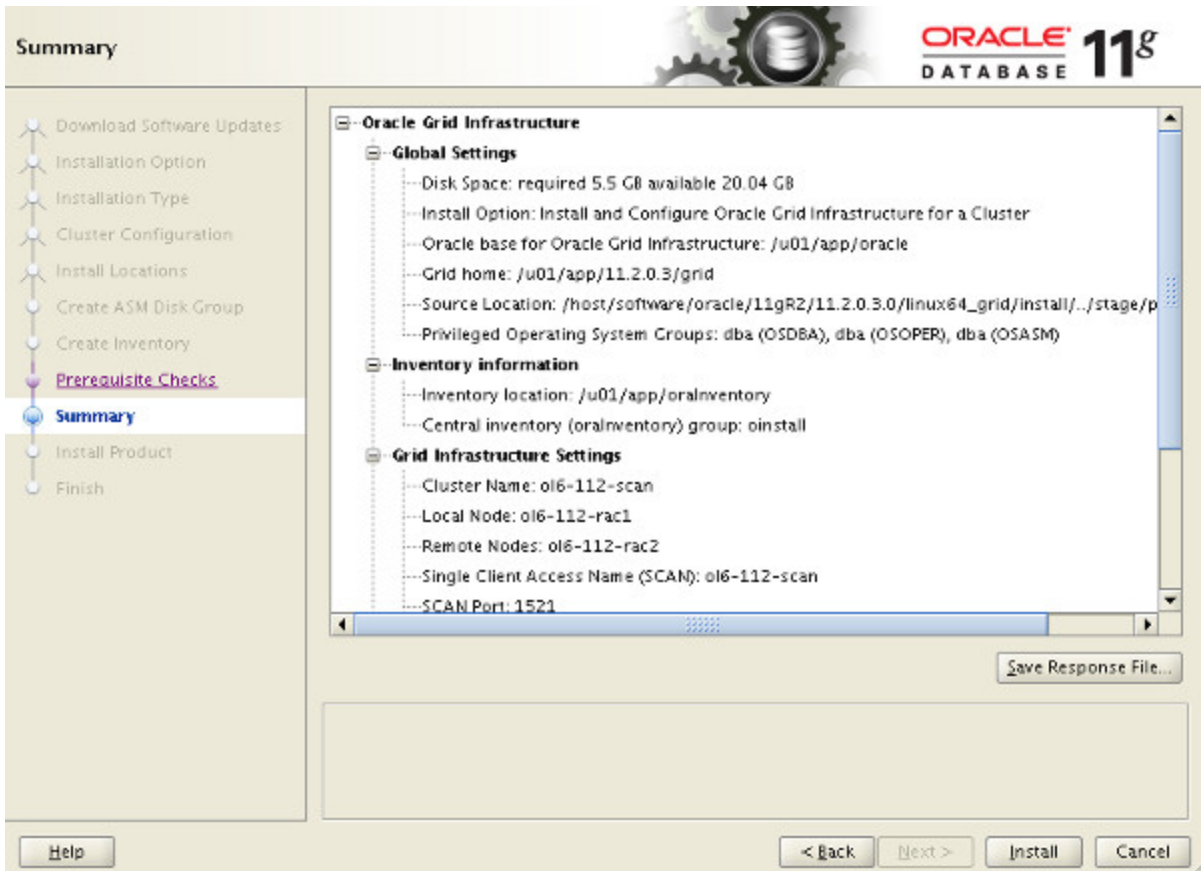 Summary
ORACLE 11g
DATABASE
Download Software Updates
Installation Option
Installation Type
Cluster Configuration
Install Locations
Create ASM Disk Group
Create Inventory
Prerequisite Checks
Summary
Install Product
Finish
Oracle Grid Infrastructure
Global Settings
Disk Space: required 5.5 GB available 20.04 GB
Install Option: Install and Configure Oracle Grid Infrastructure for a Cluster
Oracle base for Oracle Grid Infrastructure: /u01/app/oracle
Grid home: /u01/app/11.2.0.3/grid
Source Location: /host/software/oracle/11gR2/11.2.0.3.0/linux64_grid/install/../stage/p
Privileged Operating System Groups: dba (OSDBA), dba (OSOPER), dba (OSASM)
Inventory information
Inventory location: /u01/app/oraInventory
Central inventory (oraInventory) group: oinstall
Grid Infrastructure Settings
Cluster Name: ol6-112-scan
Local Node: ol6-112-rac1
Remote Nodes: ol6-112-rac2
Single Client Access Name (SCAN): ol6-112-scan
SCAN Port: 1521
Save Response File...
Help
< Back
Next >
Install
Cancel